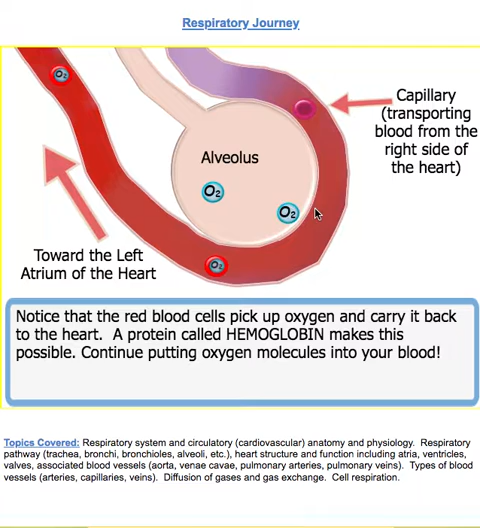 Respiratory Journey
O₂
Capillary
(transporting
blood from the
right side of
the heart)
Alveolus
O₂
O₂
Toward the Left
Atrium of the Heart
O₂
Notice that the red blood cells pick up oxygen and carry it back
to the heart.  A protein called HEMOGLOBIN makes this
possible. Continue putting oxygen molecules into your blood!
Topics Covered: Respiratory system and circulatory (cardiovascular) anatomy and physiology.  Respiratory
pathway (trachea, bronchi, bronchioles, alveoli, etc.), heart structure and function including atria, ventricles,
valves, associated blood vessels (aorta, venae cavae, pulmonary arteries, pulmonary veins).  Types of blood
vessels (arteries, capillaries, veins).  Diffusion of gases and gas exchange.  Cell respiration.